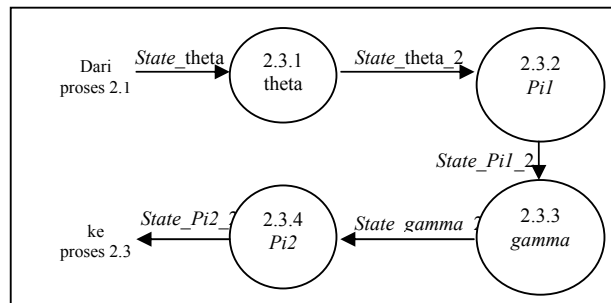 Dari
proses 2.1
State_theta
2.3.1
theta
State_theta_2
2.3.2
Pi1
State_Pi1_2
2.3.3
gamma
State_gamma_2
2.3.4
Pi2
State_Pi2_2
ke
proses 2.3